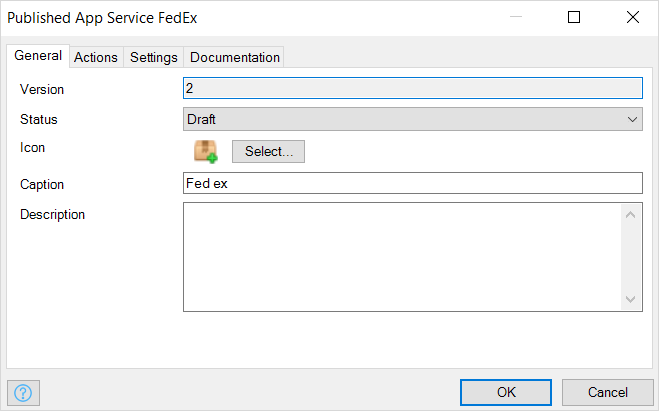 Published App Service FedEx
General Actions Settings Documentation
Version 2
Status Draft
Icon Select...
Caption Fed ex
Description
? OK Cancel